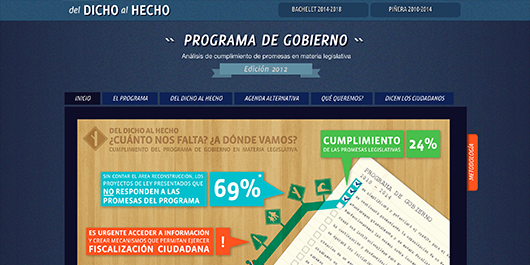 del DICHO al HECHO
BACHELET 2014-2018
PIÑERA 2010-2014
“ PROGRAMA DE GOBIERNO ”
Análisis de cumplimiento de promesas en materia legislativa
Edición 2012
INICIO
EL PROGRAMA
DEL DICHO AL HECHO
AGENDA ALTERNATIVA
QUÉ QUEREMOS?
DICEN LOS CIUDADANOS
DEL DICHO AL HECHO
¿CUÁNTO NOS FALTA? ¿A DÓNDE VAMOS?
CUMPLIMIENTO DEL PROGRAMA DE GOBIERNO EN MATERIA LEGISLATIVA
CUMPLIMIENTO
DE LAS PROMESAS LEGISLATIVAS
24%
METODOLOGÍA
SIN CONTAR EL ÁREA RECONSTRUCCION, LOS
PROYECTOS DE LEY PRESENTADOS QUE
NO RESPONDEN A LAS
PROMESAS DEL PROGRAMA
69%*
PROGRAMA DE GOBIERNO
2010 - 2014
ES URGENTE ACCEDER A INFORMACIÓN
Y CREAR MECANISMOS QUE PERMITAN EJERCER
FISCALIZACIÓN CIUDADANA
!